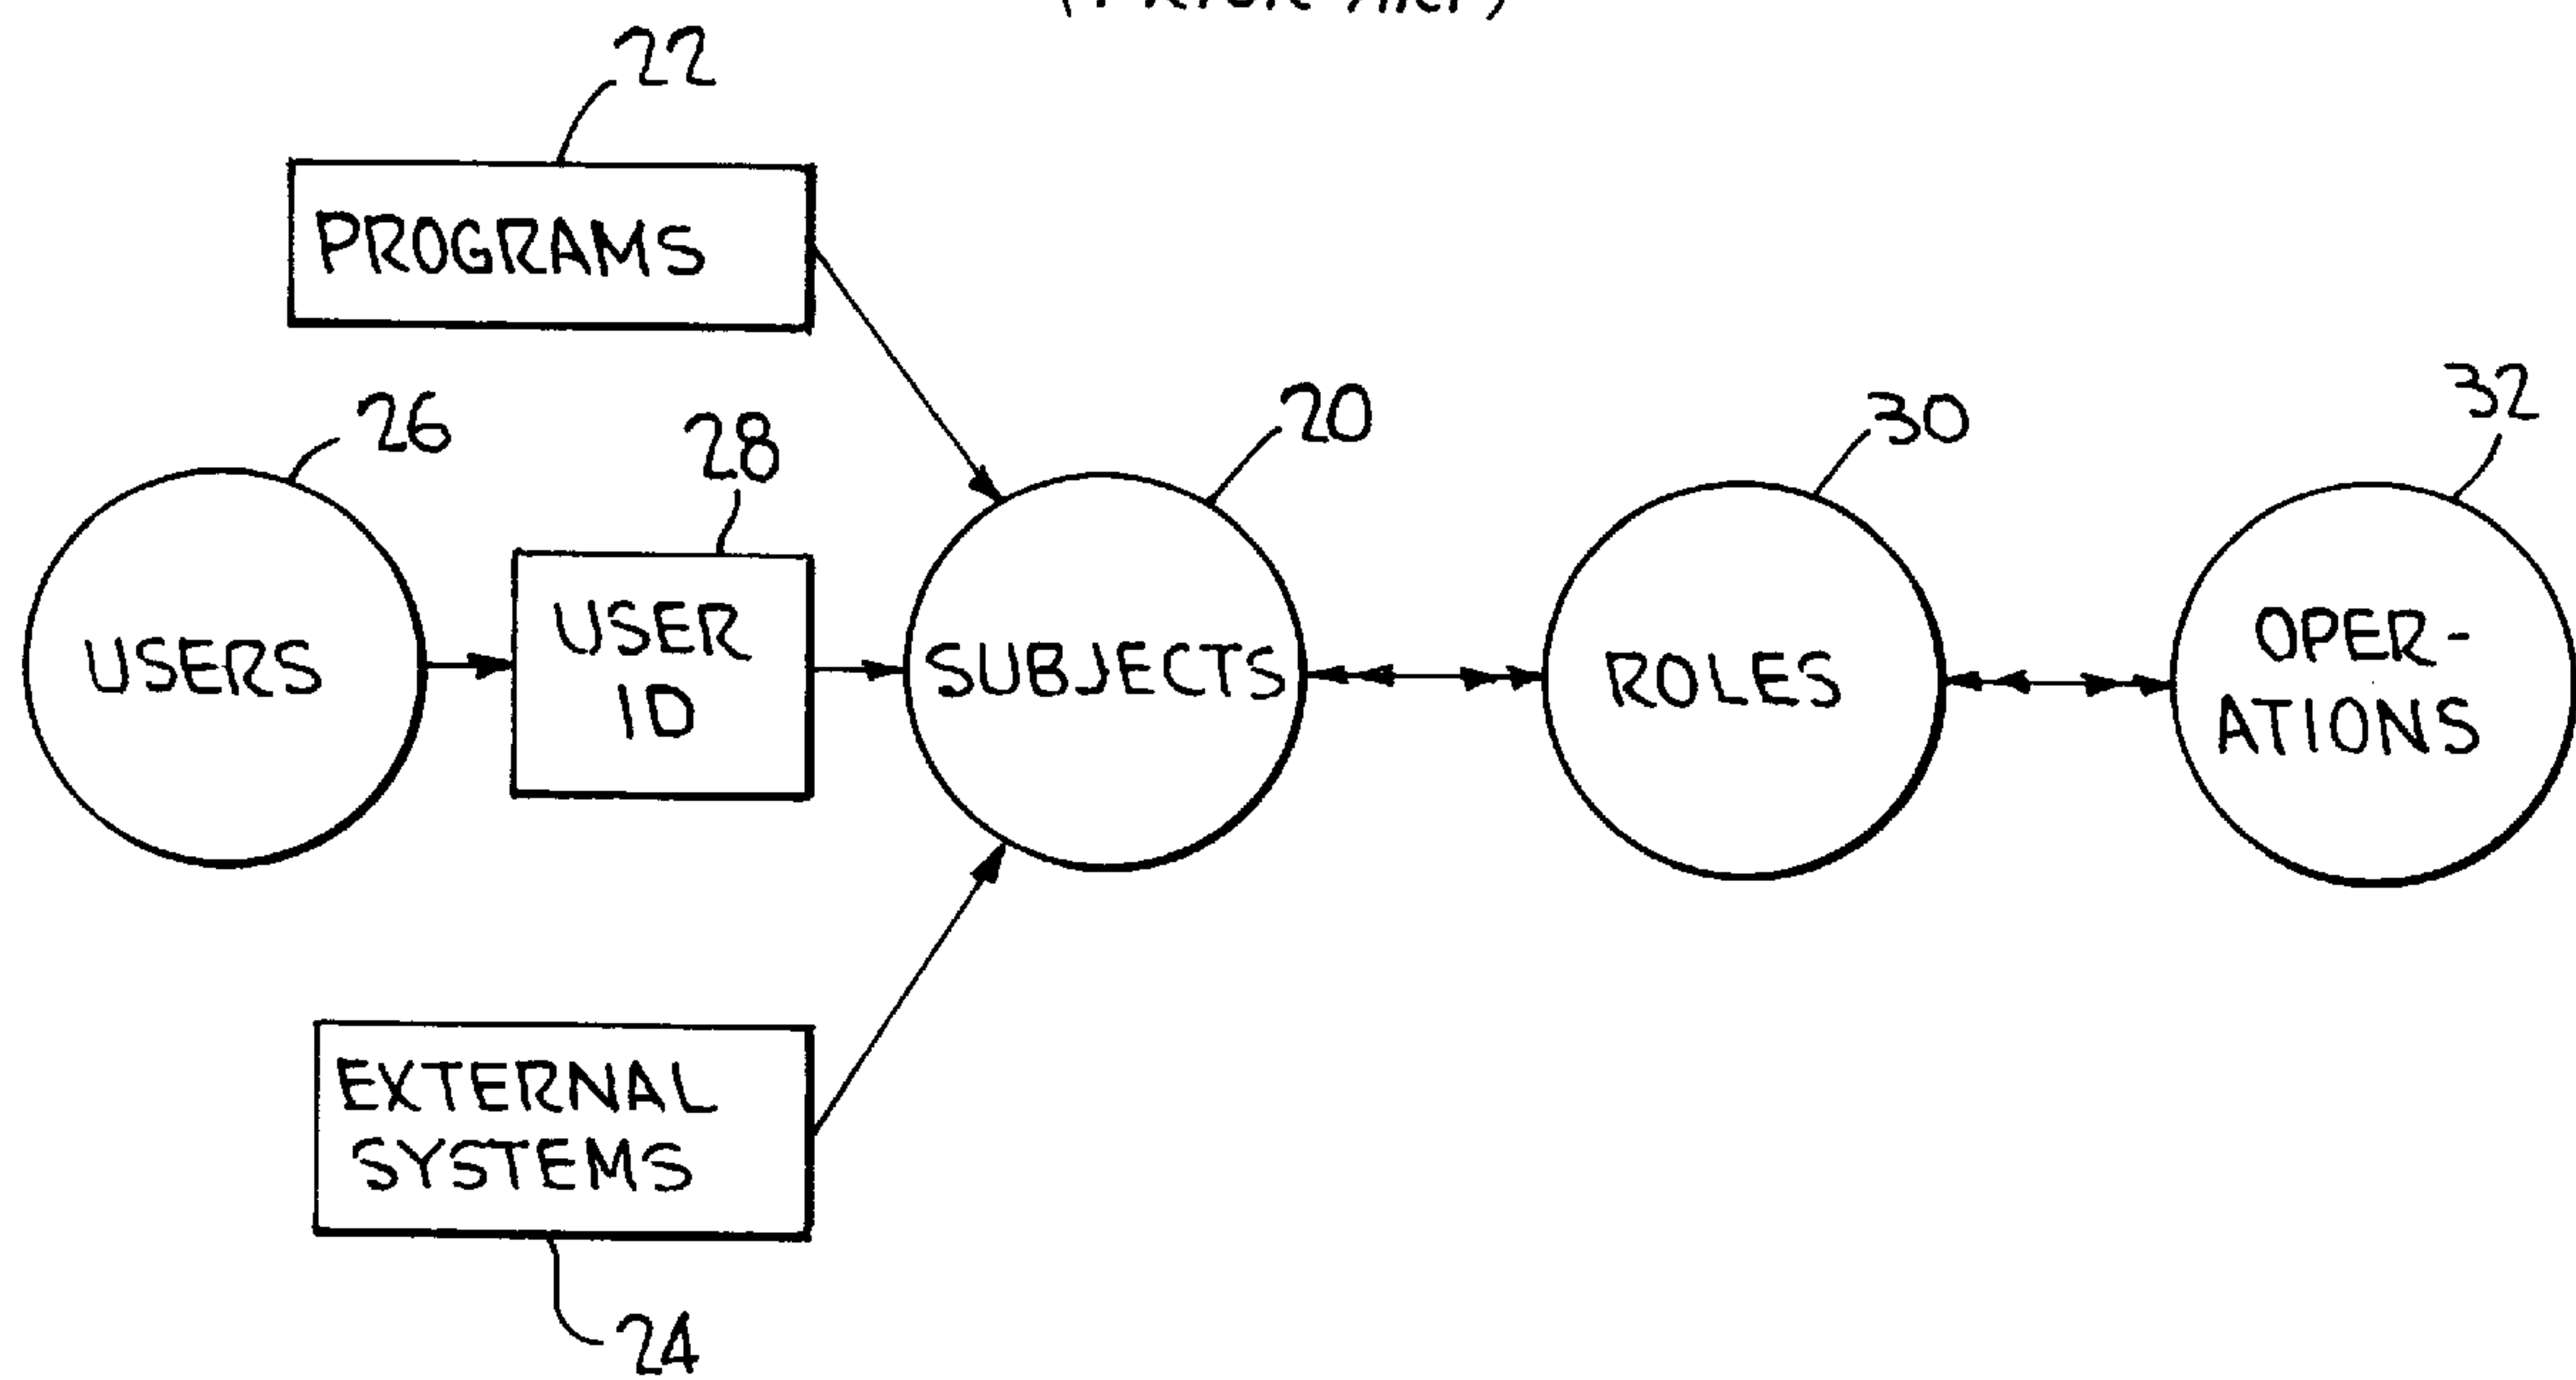 22
PROGRAMS
26
28
20
30
32
USERS
USER
ID
SUBJECTS
ROLES
OPER-
ATIONS
EXTERNAL
SYSTEMS
24